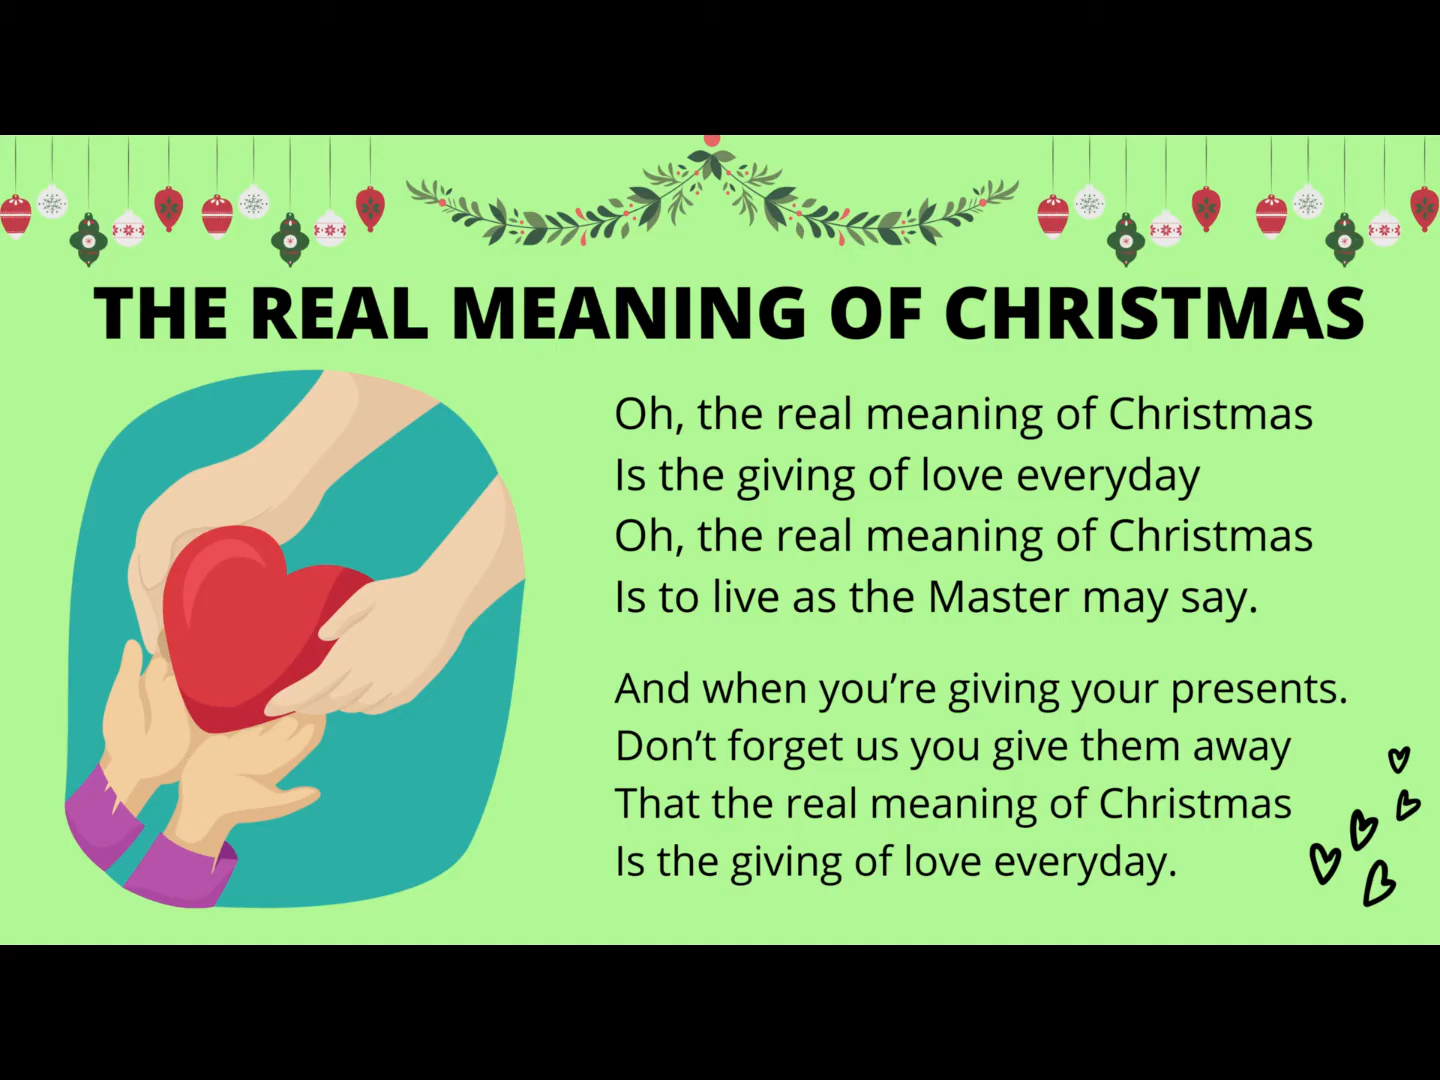 THE REAL MEANING OF CHRISTMAS
Oh, the real meaning of Christmas
Is the giving of love everyday
Oh, the real meaning of Christmas
Is to live as the Master may say.
And when you’re giving your presents.
Don’t forget us you give them away
That the real meaning of Christmas
Is the giving of love everyday.